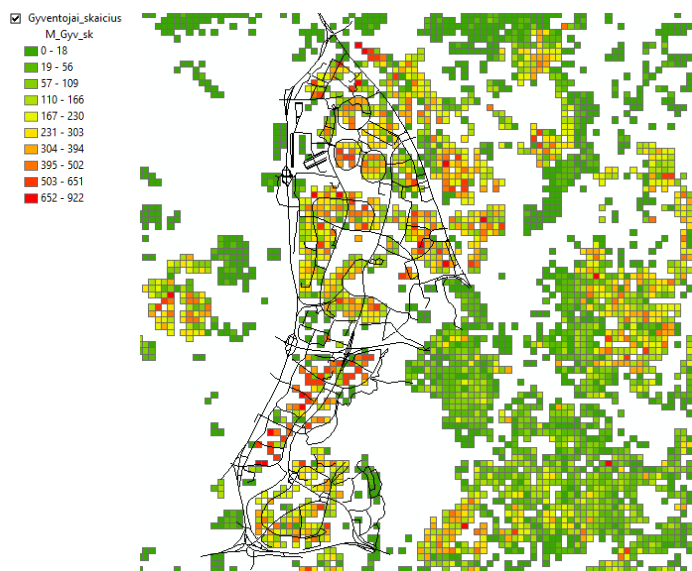 Gyventojai_skaicius
M_Gyv_sk
0 - 18
19 - 56
57 - 109
110 - 166
167 - 230
231 - 303
304 - 394
395 - 502
503 - 651
652 - 922